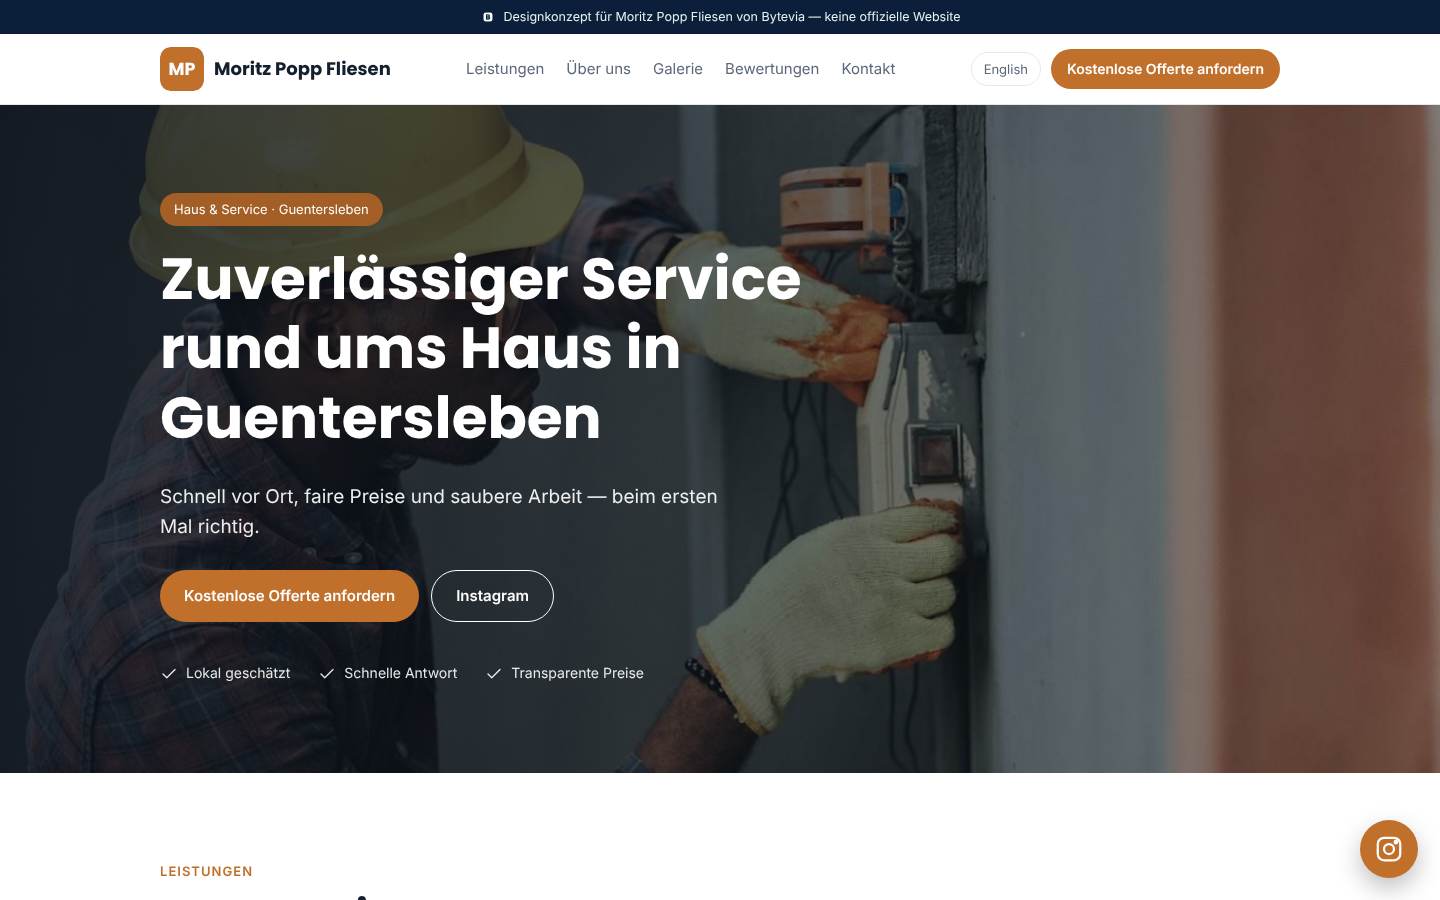 Designkonzept für Moritz Popp Fliesen von Bytevia — keine offizielle Website
MP Moritz Popp Fliesen Leistungen Über uns Galerie Bewertungen Kontakt English Kostenlose Offerte anfordern
Haus & Service · Guentersleben
Zuverlässiger Service
rund ums Haus in
Guentersleben
Schnell vor Ort, faire Preise und saubere Arbeit — beim ersten
Mal richtig.
Kostenlose Offerte anfordern Instagram
Lokal geschätzt Schnelle Antwort Transparente Preise
LEISTUNGEN